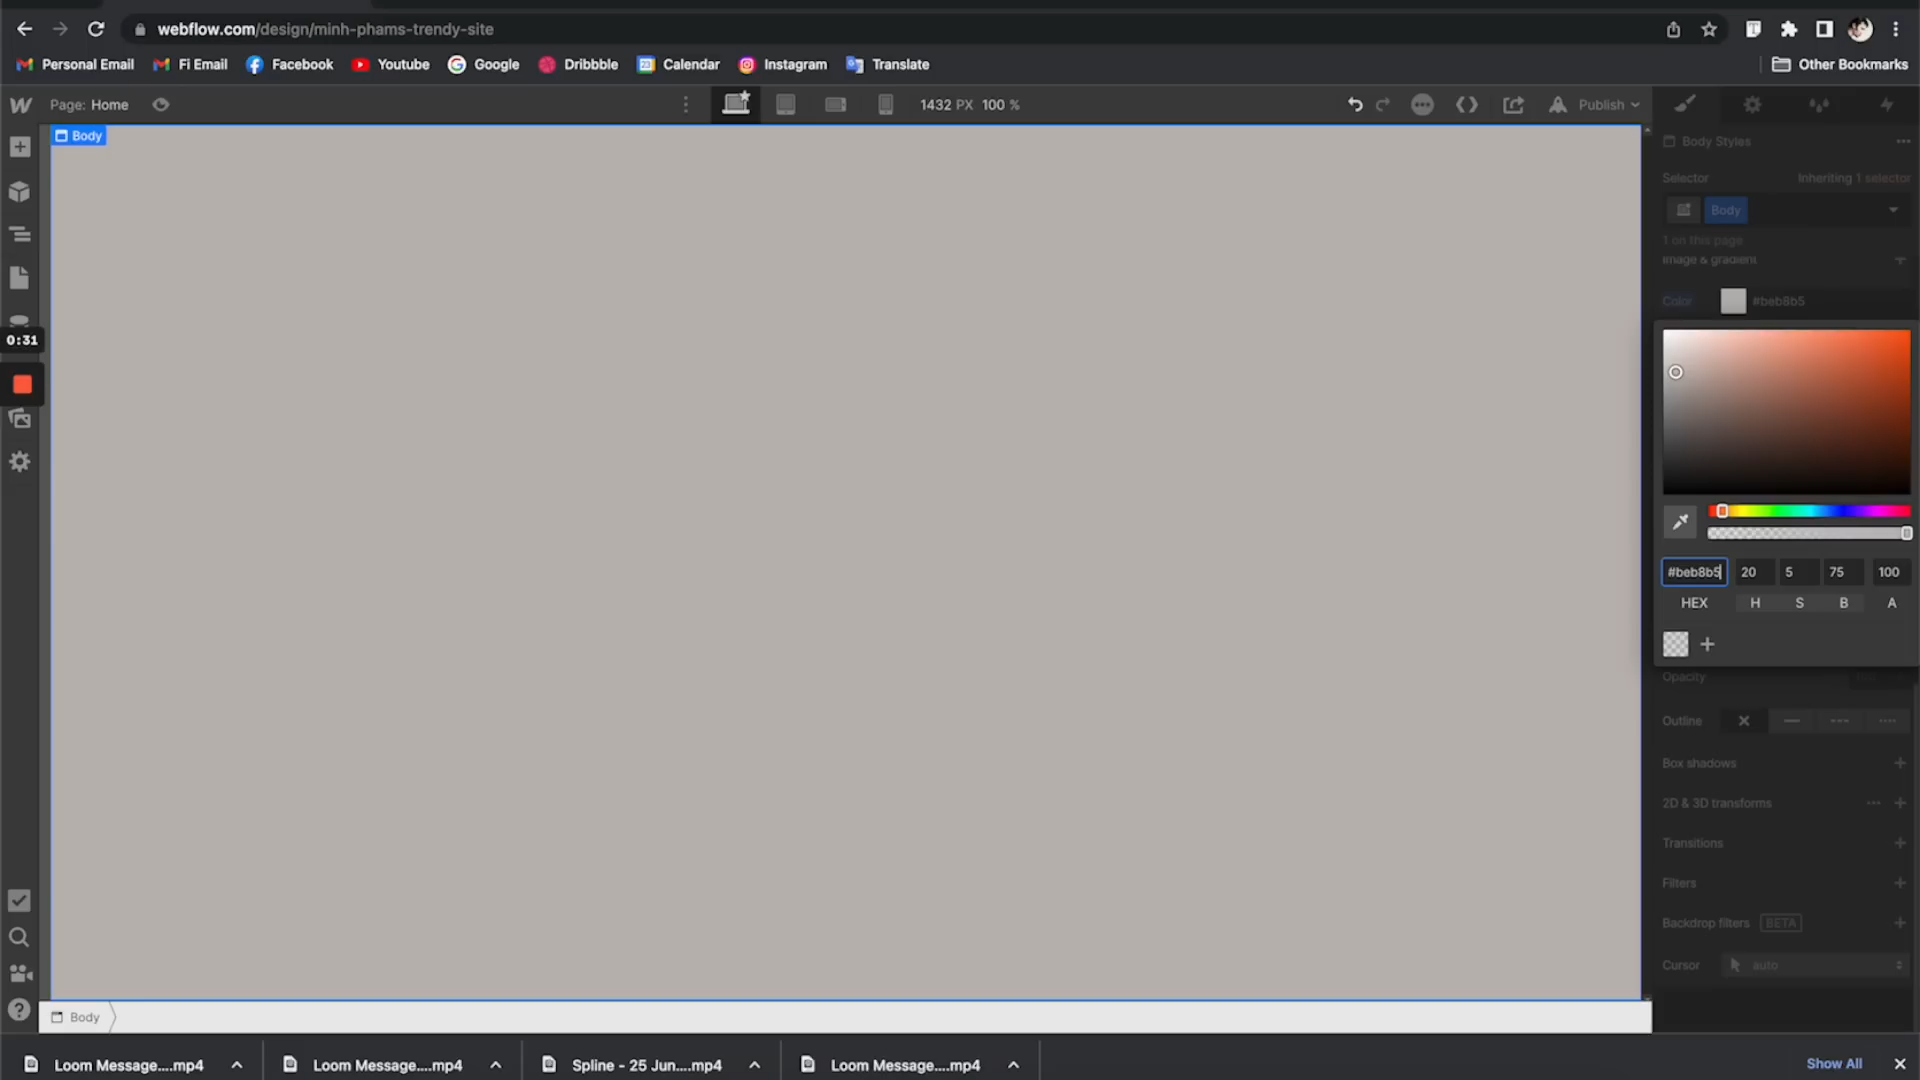 webflow.com/design/minh-phams-trendy-site
Personal Email Fi Email Facebook Youtube Google Dribbble Calendar Instagram Translate Other Bookmarks
Page: Home 1432 PX 100 % Publish
Body
Body Styles
Selector Inheriting 1 selector
Body
1 on this page
Image & gradient
Color #beb8b5
0:31
#beb8b5 20 5 75 100
HEX H S B A
Opacity
Outline
Box shadows
2D & 3D transforms
Transitions
Filters
Backdrop filters BETA
Cursor auto
Body
Loom Message....mp4 Loom Message....mp4 Spline - 25 Jun....mp4 Loom Message....mp4 Show All